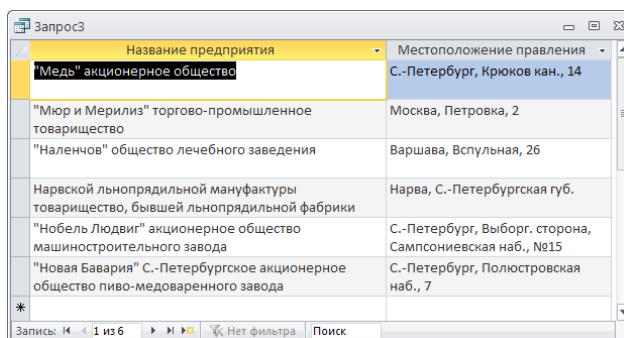 Запрос3
Название предприятия Местоположение правления
"Медь" акционерное общество С.-Петербург, Крюков кан., 14
"Мюр и Мерилиз" торгово-промышленное Москва, Петровка, 2
товарищество
"Наленчов" общество лечебного заведения Варшава, Вспульная, 26
Нарвской льнопрядильной мануфактуры Нарва, С.-Петербургская губ.
товарищество, бывшей льнопрядильной фабрики
"Нобель Людвиг" акционерное общество С.-Петербург, Выборг. сторона,
машиностроительного завода Сампсониевская наб., №15
"Новая Бавария" С.-Петербургское акционерное С.-Петербург, Полюстровская
общество пиво-медоваренного завода наб., 7
Запись: 1 из 6 Нет фильтра Поиск